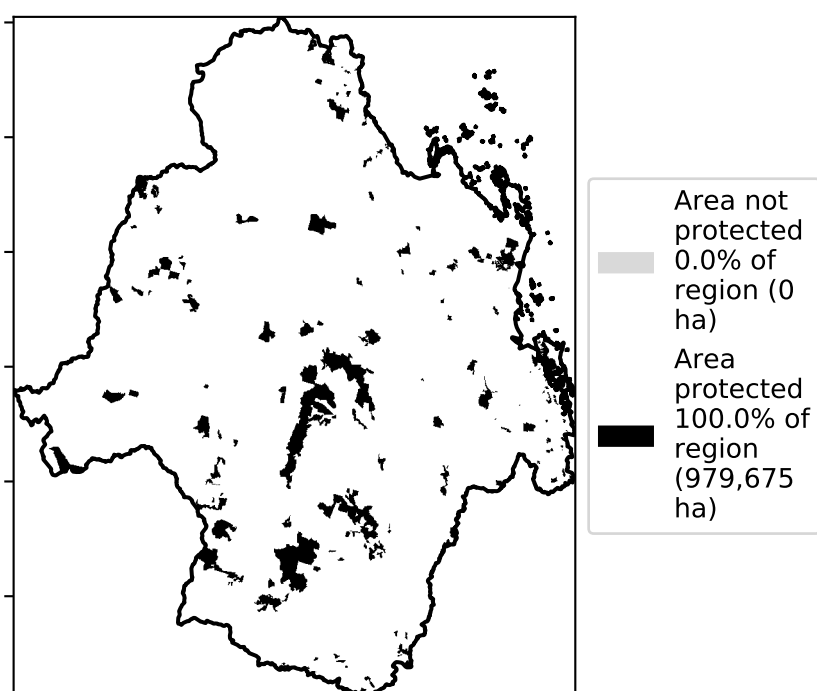 Area not
protected
0.0% of
region (0
ha)
Area
protected
100.0% of
region
(979,675
ha)